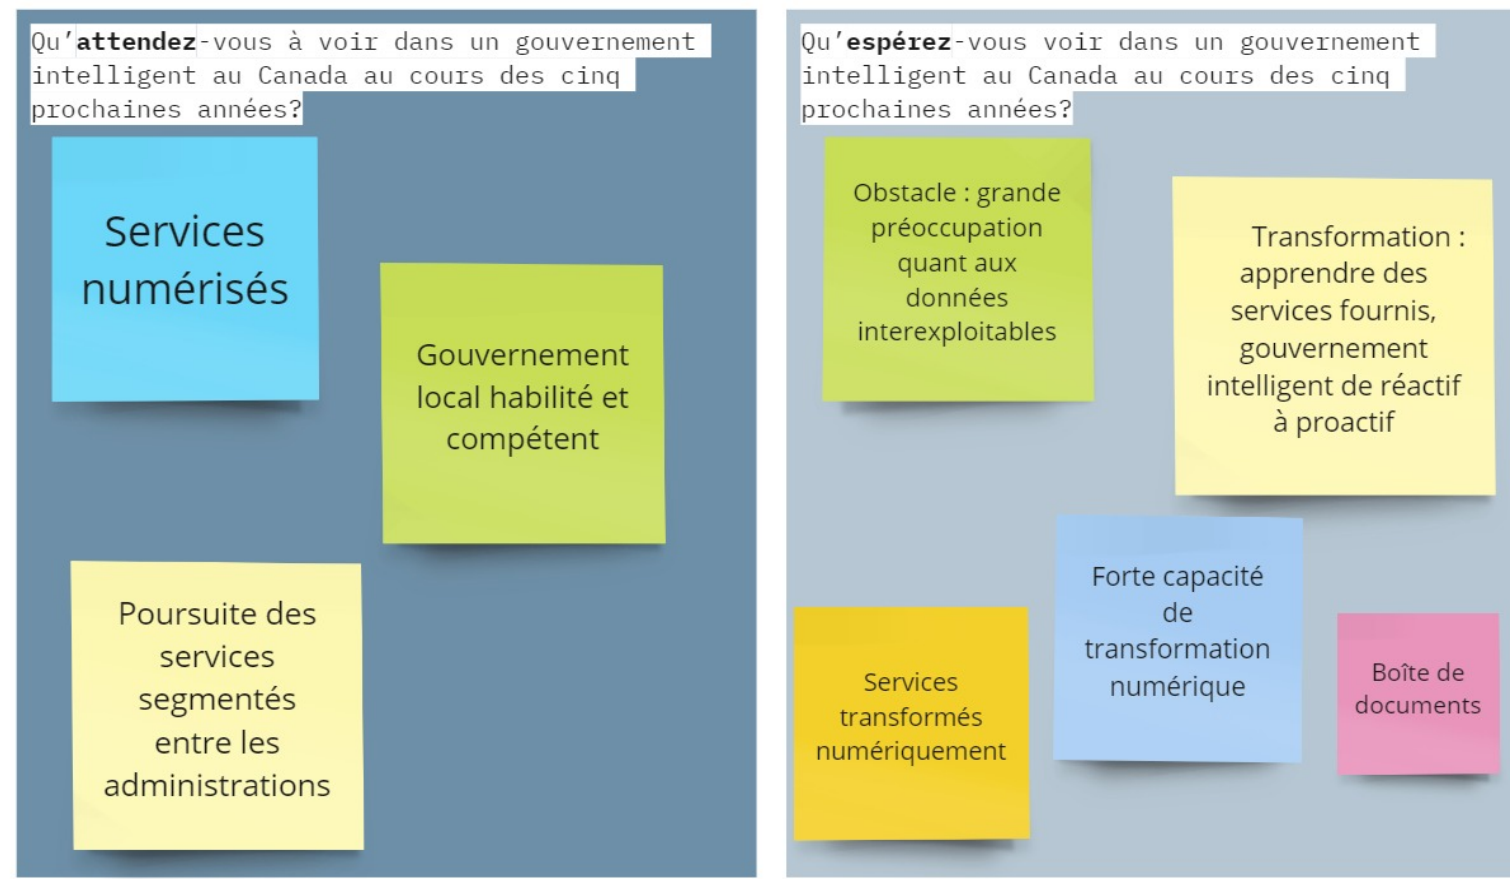 Qu'attendez-vous à voir dans un gouvernement
intelligent au Canada au cours des cinq
prochaines années?
Services
numérisés
Gouvernement
local habilité et
compétent
Poursuite des
services
segmentés
entre les
administrations
Qu'espérez-vous voir dans un gouvernement
intelligent au Canada au cours des cinq
prochaines années?
Obstacle : grande
préoccupation
quant aux
données
interexploitables
Transformation :
apprendre des
services fournis,
gouvernement
intelligent de réactif
à proactif
Forte capacité
de
transformation
numérique
Services
transformés
numériquement
Boîte de
documents